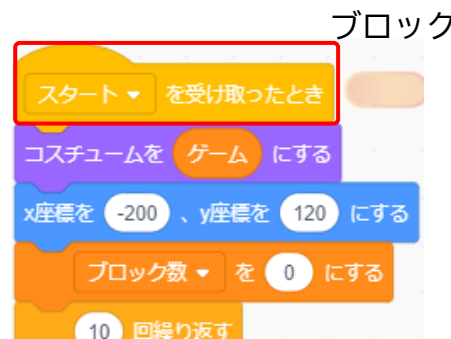 ブロック
スタート を受け取ったとき
コスチュームを ゲーム にする
x座標を -200 、y座標を 120 にする
ブロック数 を 0 にする
10 回繰り返す